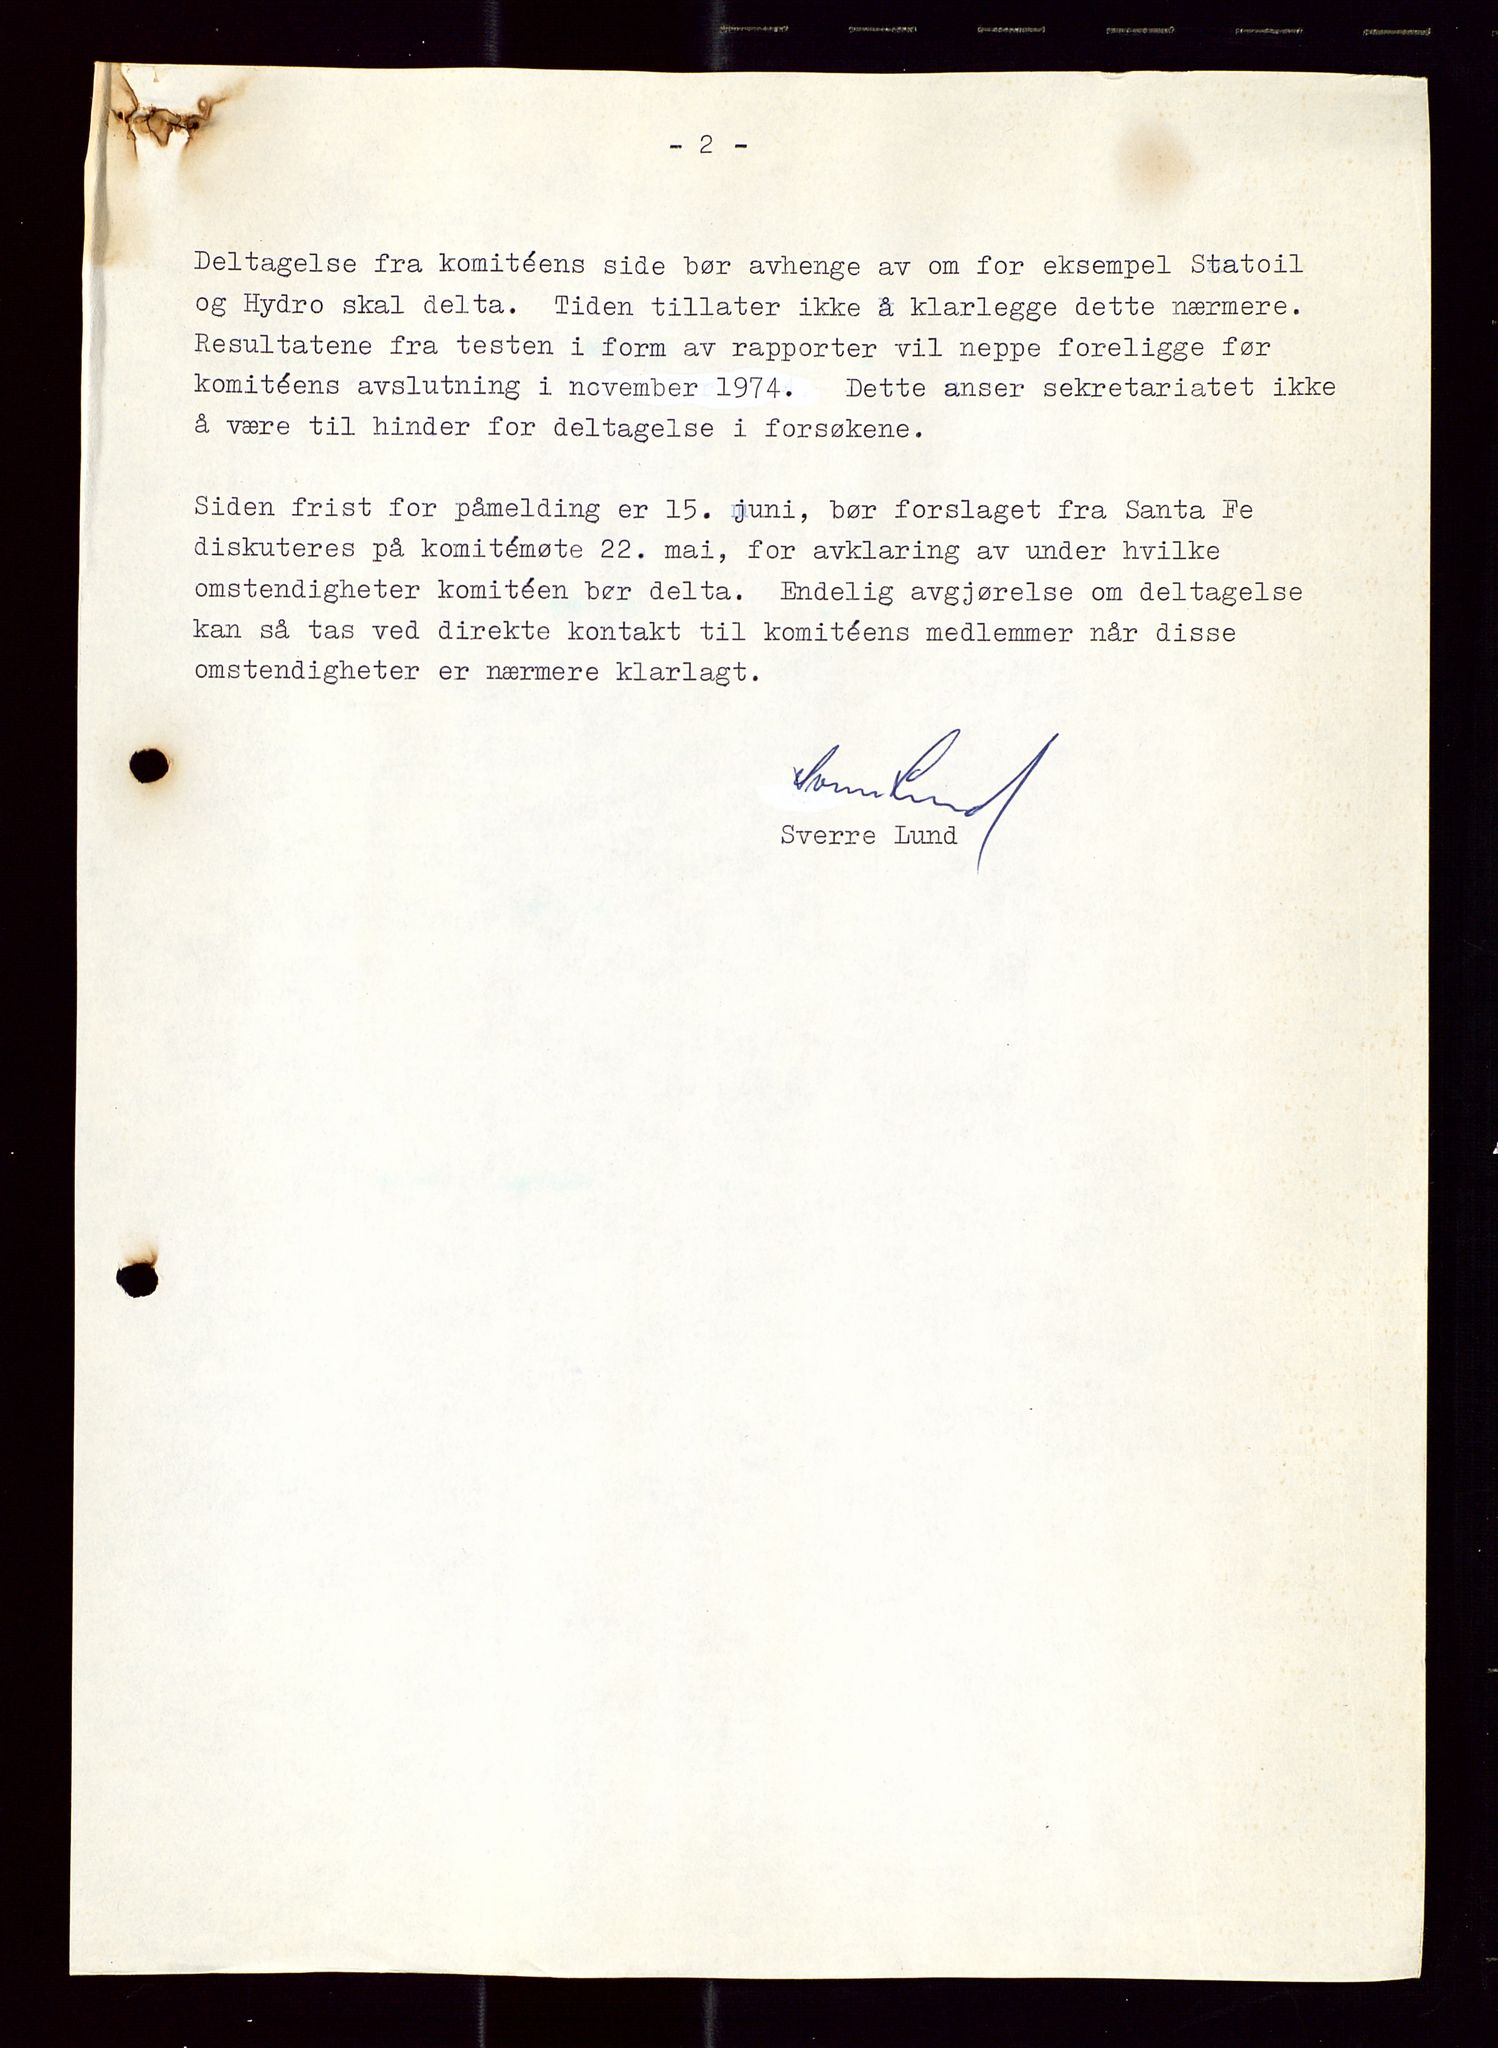 - 2 -
Deltagelse fra komitéens side bør avhenge av om for eksempel Statoil
og Hydro skal delta. Tiden tillater ikke å klarlegge dette nærmere.
Resultatene fra testen i form av rapporter vil neppe foreligge før
komitéens avslutning i november 1974. Dette anser sekretariatet ikke
å være til hinder for deltagelse i forsøkene.
Siden frist for påmelding er 15. juni, bør forslaget fra Santa Fe
diskuteres på komitémøte 22. mai, for avklaring av under hvilke
omstendigheter komitéen bør delta. Endelig avgjørelse om deltagelse
kan så tas ved direkte kontakt til komitéens medlemmer når disse
omstendigheter er nærmere klarlagt.
Sverre Lund
Sverre Lund